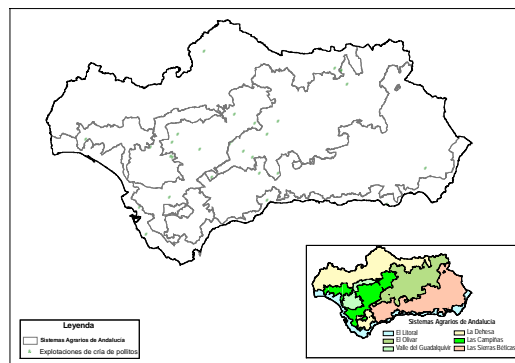 Leyenda
Sistemas Agrarios de Andalucía
Explotaciones de cría de pollitos
Sistemas Agrarios de Andalucía
El Litoral
La Dehesa
El Olivar
Las Campiñas
Valle del Guadalquivir
Las Sierras Béticas